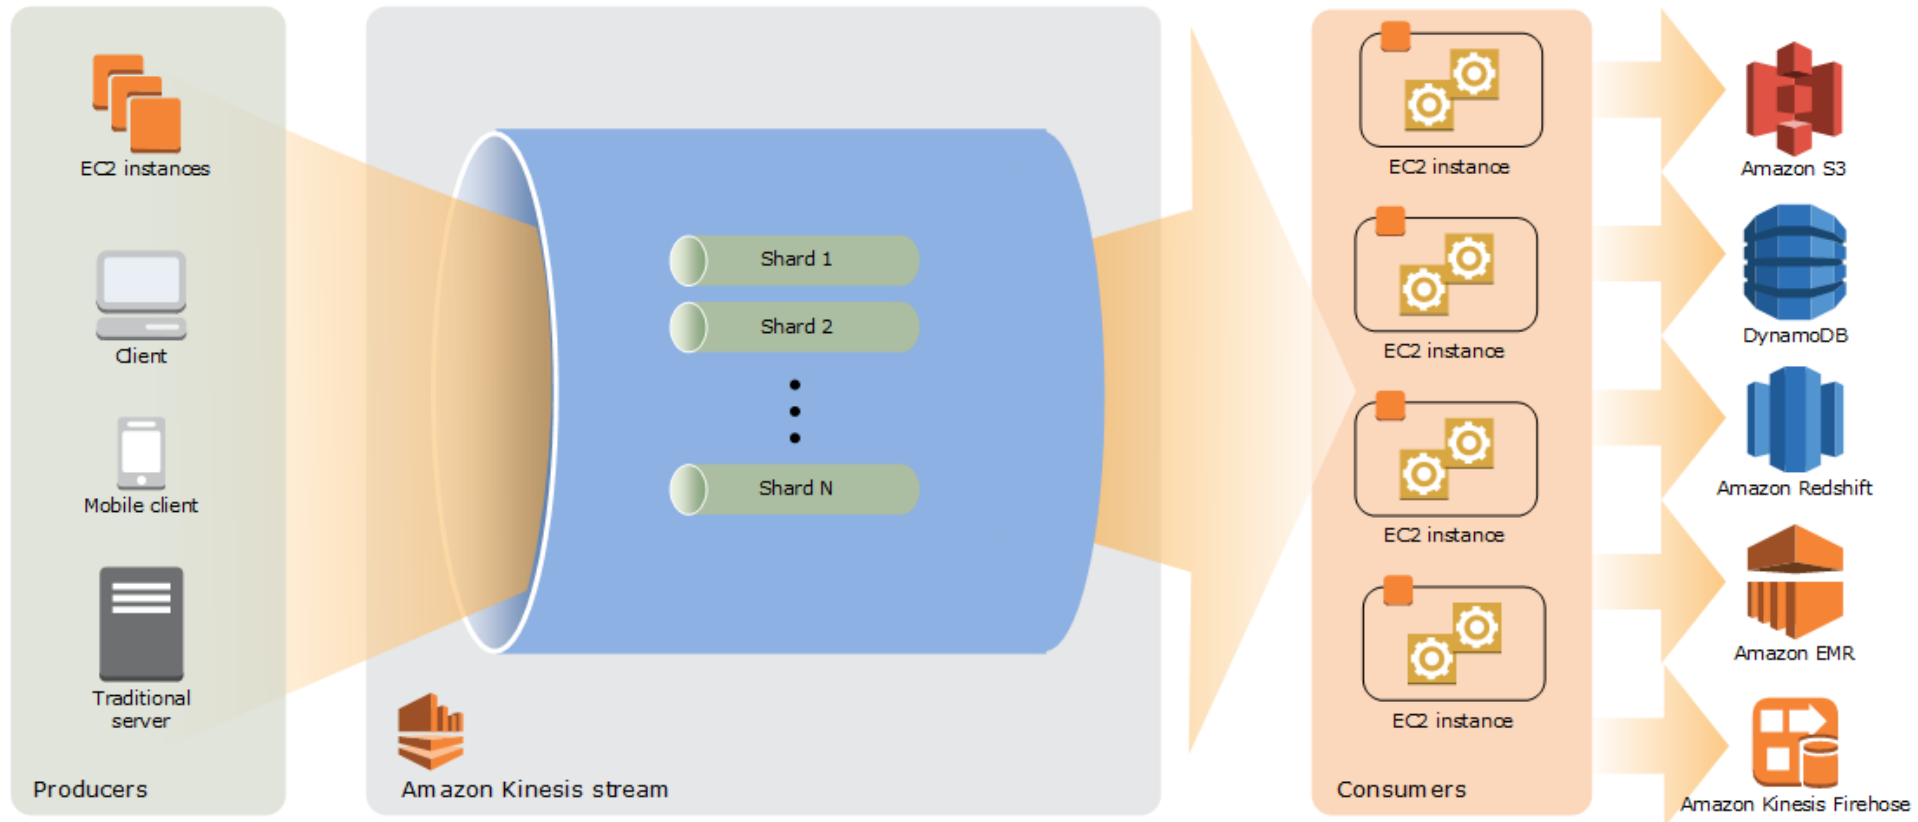 EC2 instances
Client
Mobile client
Traditional
server
Producers
Shard 1
Shard 2
Shard N
Amazon Kinesis stream
EC2 instance
EC2 instance
EC2 instance
EC2 instance
Consumers
Amazon S3
DynamoDB
Amazon Redshift
Amazon EMR
Amazon Kinesis Firehose